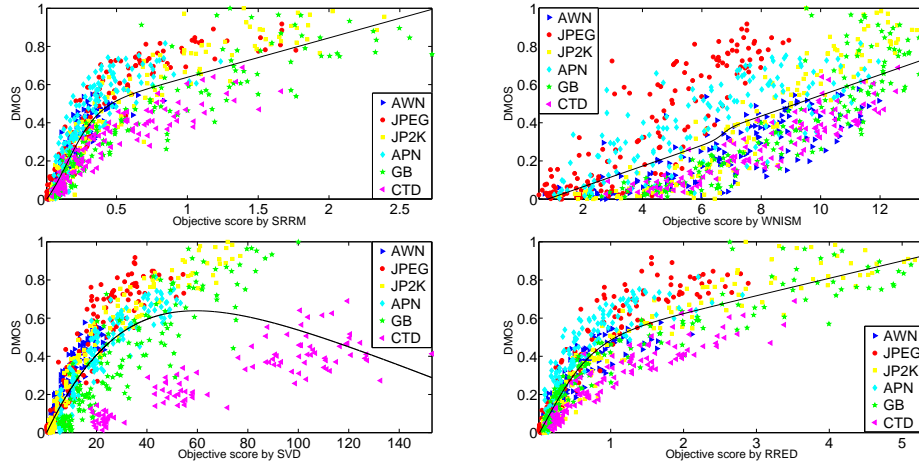 1
0.8
0.6
0.4
0.2
0
DMOS
0.5 1 1.5 2 2.5
Objective score by SRRM
AWN
JPEG
JP2K
APN
GB
CTD
1
0.8
0.6
0.4
0.2
0
DMOS
2 4 6 8 10 12
Objective score by WNISM
AWN
JPEG
JP2K
APN
GB
CTD
1
0.8
0.6
0.4
0.2
0
DMOS
20 40 60 80 100 120 140
Objective score by SVD
AWN
JPEG
JP2K
APN
GB
CTD
1
0.8
0.6
0.4
0.2
0
DMOS
1 2 3 4 5
Objective score by RRED
AWN
JPEG
JP2K
APN
GB
CTD